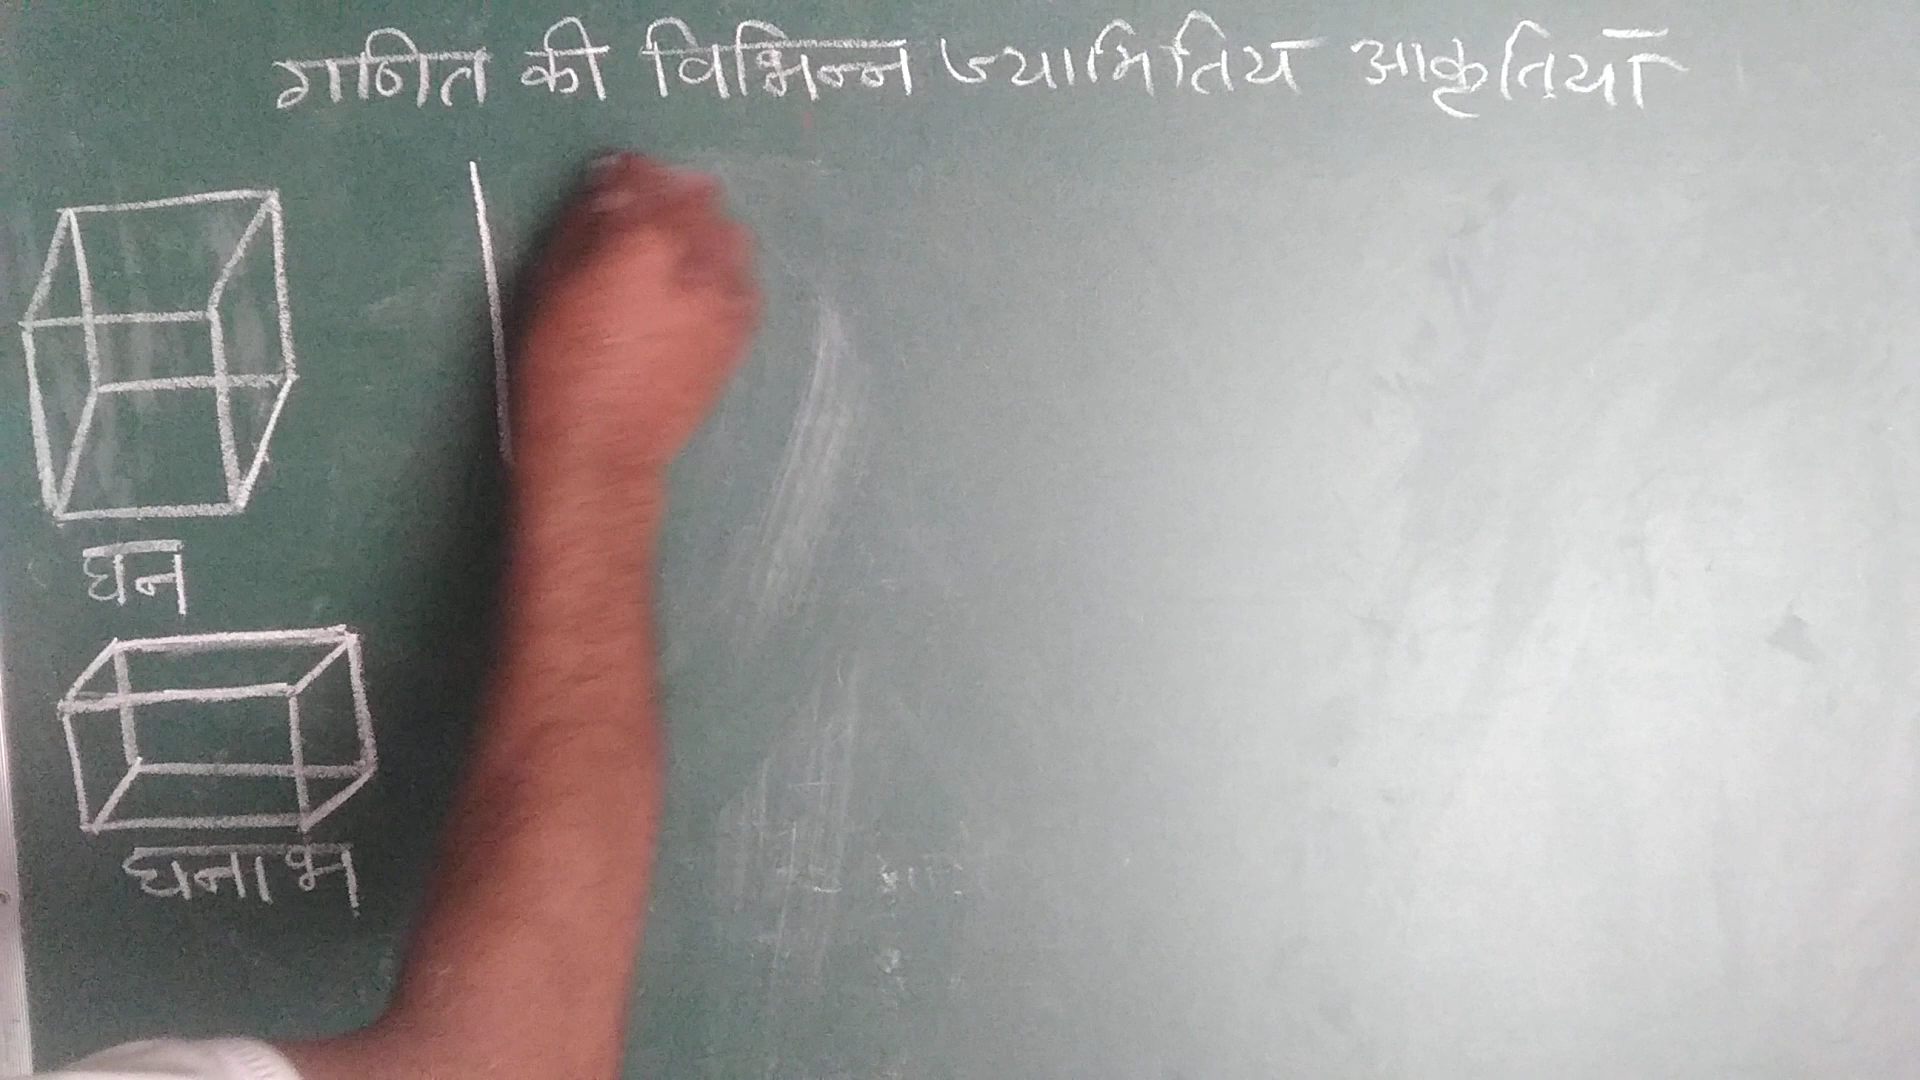 गणित की विभिन्न ज्यामितिय आकृतियाँ
घन
घनाभ